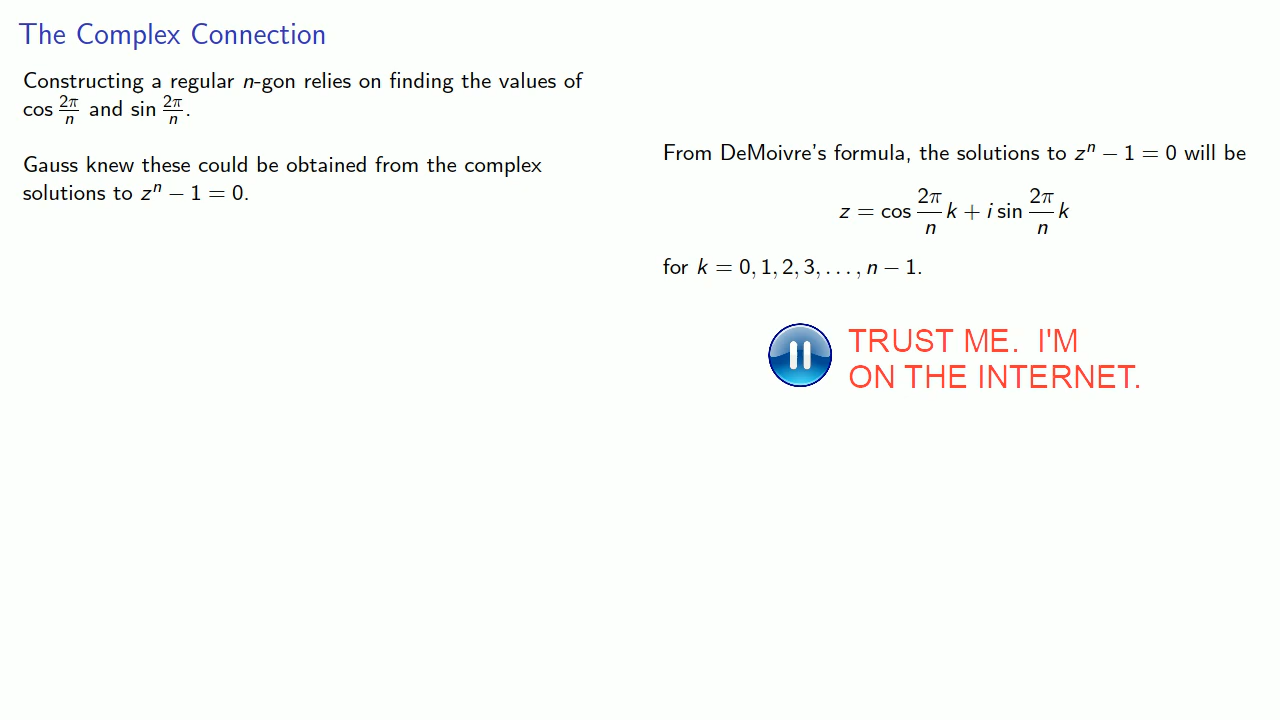 The Complex Connection
Constructing a regular n-gon relies on finding the values of
cos 2π/n and sin 2π/n.
Gauss knew these could be obtained from the complex
solutions to zⁿ − 1 = 0.
From DeMoivre's formula, the solutions to zⁿ − 1 = 0 will be
z = cos 2π/n k + i sin 2π/n k
for k = 0, 1, 2, 3, . . . , n − 1.
TRUST ME. I'M
ON THE INTERNET.